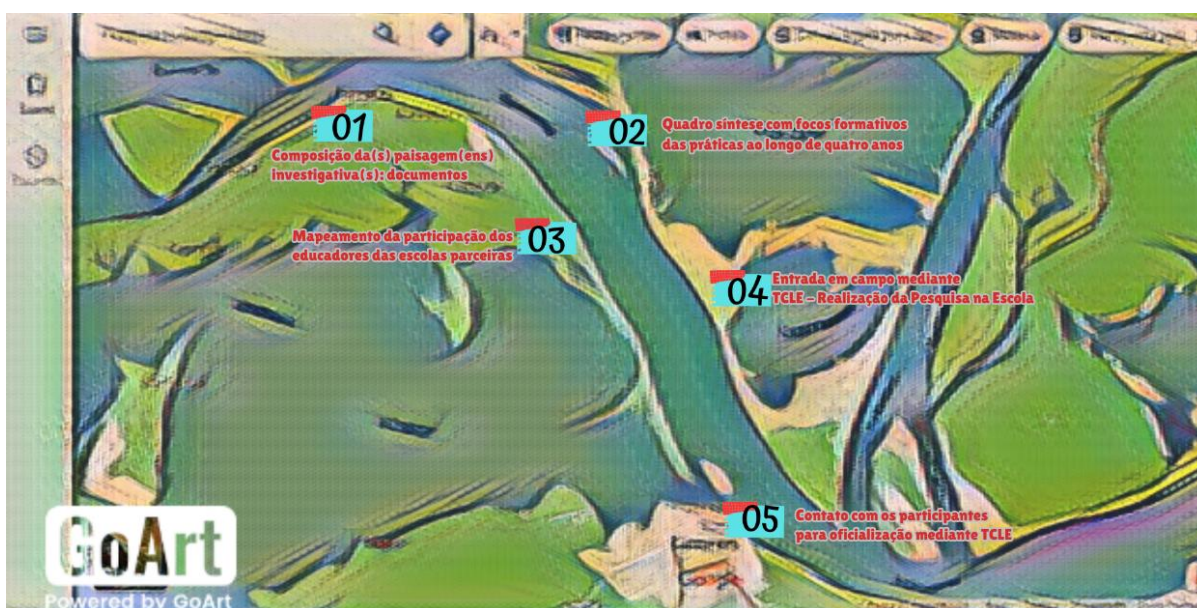 01
Composição da(s) paisagem(ens)
investigativa(s): documentos
02
Quadro síntese com focos formativos
das práticas ao longo de quatro anos
03
Mapeamento da participação dos
educadores das escolas parceiras
04
Entrada em campo mediante
TCLE – Realização da Pesquisa na Escola
05
Contato com os participantes
para oficialização mediante TCLE
GoArt
Powered by GoArt